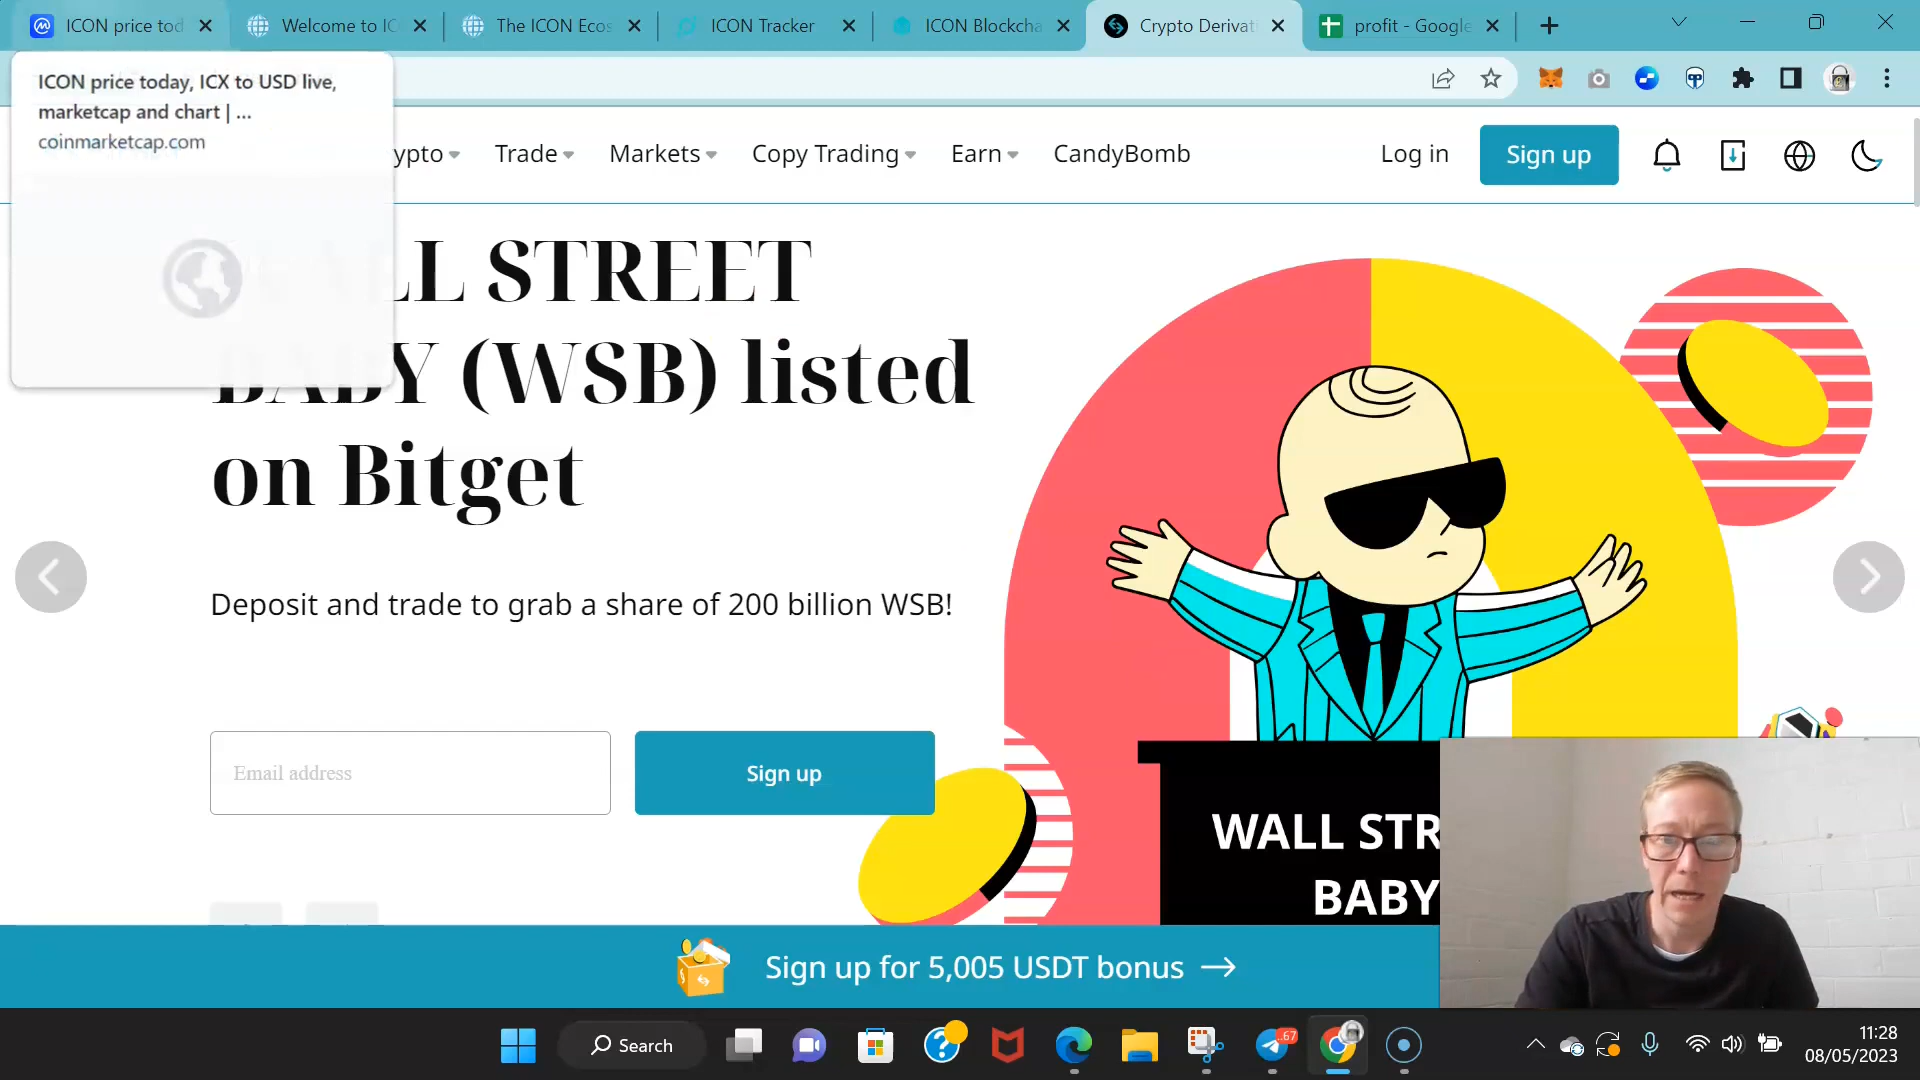 ICON price tod
Welcome to IC
The ICON Ecos
ICON Tracker
ICON Blockcha
Crypto Derivati
profit - Google
ICON price today, ICX to USD live,
marketcap and chart | ...
coinmarketcap.com
ypto
Trade
Markets
Copy Trading
Earn
CandyBomb
Log in
Sign up
LL STREET
BABY (WSB) listed
on Bitget
Deposit and trade to grab a share of 200 billion WSB!
Email address
Sign up
WALL STR
BABY
Sign up for 5,005 USDT bonus →
Search
67
11:28
08/05/2023